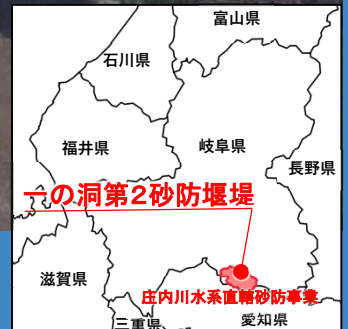 富山県
石川県
福井県
岐阜県
長野県
一の洞第2砂防堰堤
滋賀県
庄内川水系直轄砂防事業
三重県
愛知県